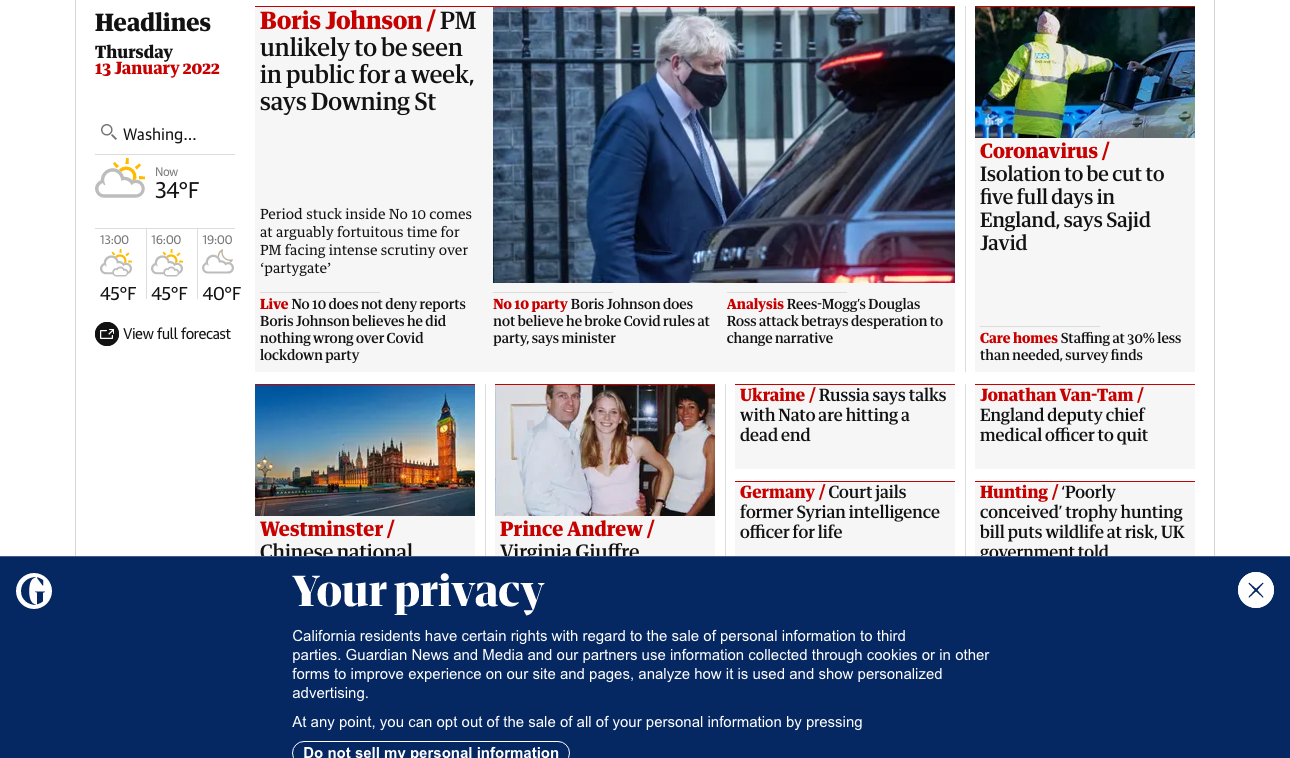 Headlines
Thursday
13 January 2022
Washing...
Now
34°F
13:00
16:00
19:00
45°F
45°F
40°F
View full forecast
Boris Johnson / PM
unlikely to be seen
in public for a week,
says Downing St
Period stuck inside No 10 comes
at arguably fortuitous time for
PM facing intense scrutiny over
‘partygate’
Live No 10 does not deny reports
Boris Johnson believes he did
nothing wrong over Covid
lockdown party
No 10 party Boris Johnson does
not believe he broke Covid rules at
party, says minister
Analysis Rees-Mogg’s Douglas
Ross attack betrays desperation to
change narrative
NHS
Coronavirus /
Isolation to be cut to
five full days in
England, says Sajid
Javid
Care homes Staffing at 30% less
than needed, survey finds
Westminster /
Chinese national
Prince Andrew /
Virginia Giuffre
Ukraine / Russia says talks
with Nato are hitting a
dead end
Germany / Court jails
former Syrian intelligence
officer for life
Jonathan Van-Tam /
England deputy chief
medical officer to quit
Hunting / ‘Poorly
conceived’ trophy hunting
bill puts wildlife at risk, UK
government told
G
Your privacy
California residents have certain rights with regard to the sale of personal information to third
parties. Guardian News and Media and our partners use information collected through cookies or in other
forms to improve experience on our site and pages, analyze how it is used and show personalized
advertising.
At any point, you can opt out of the sale of all of your personal information by pressing
Do not sell my personal information